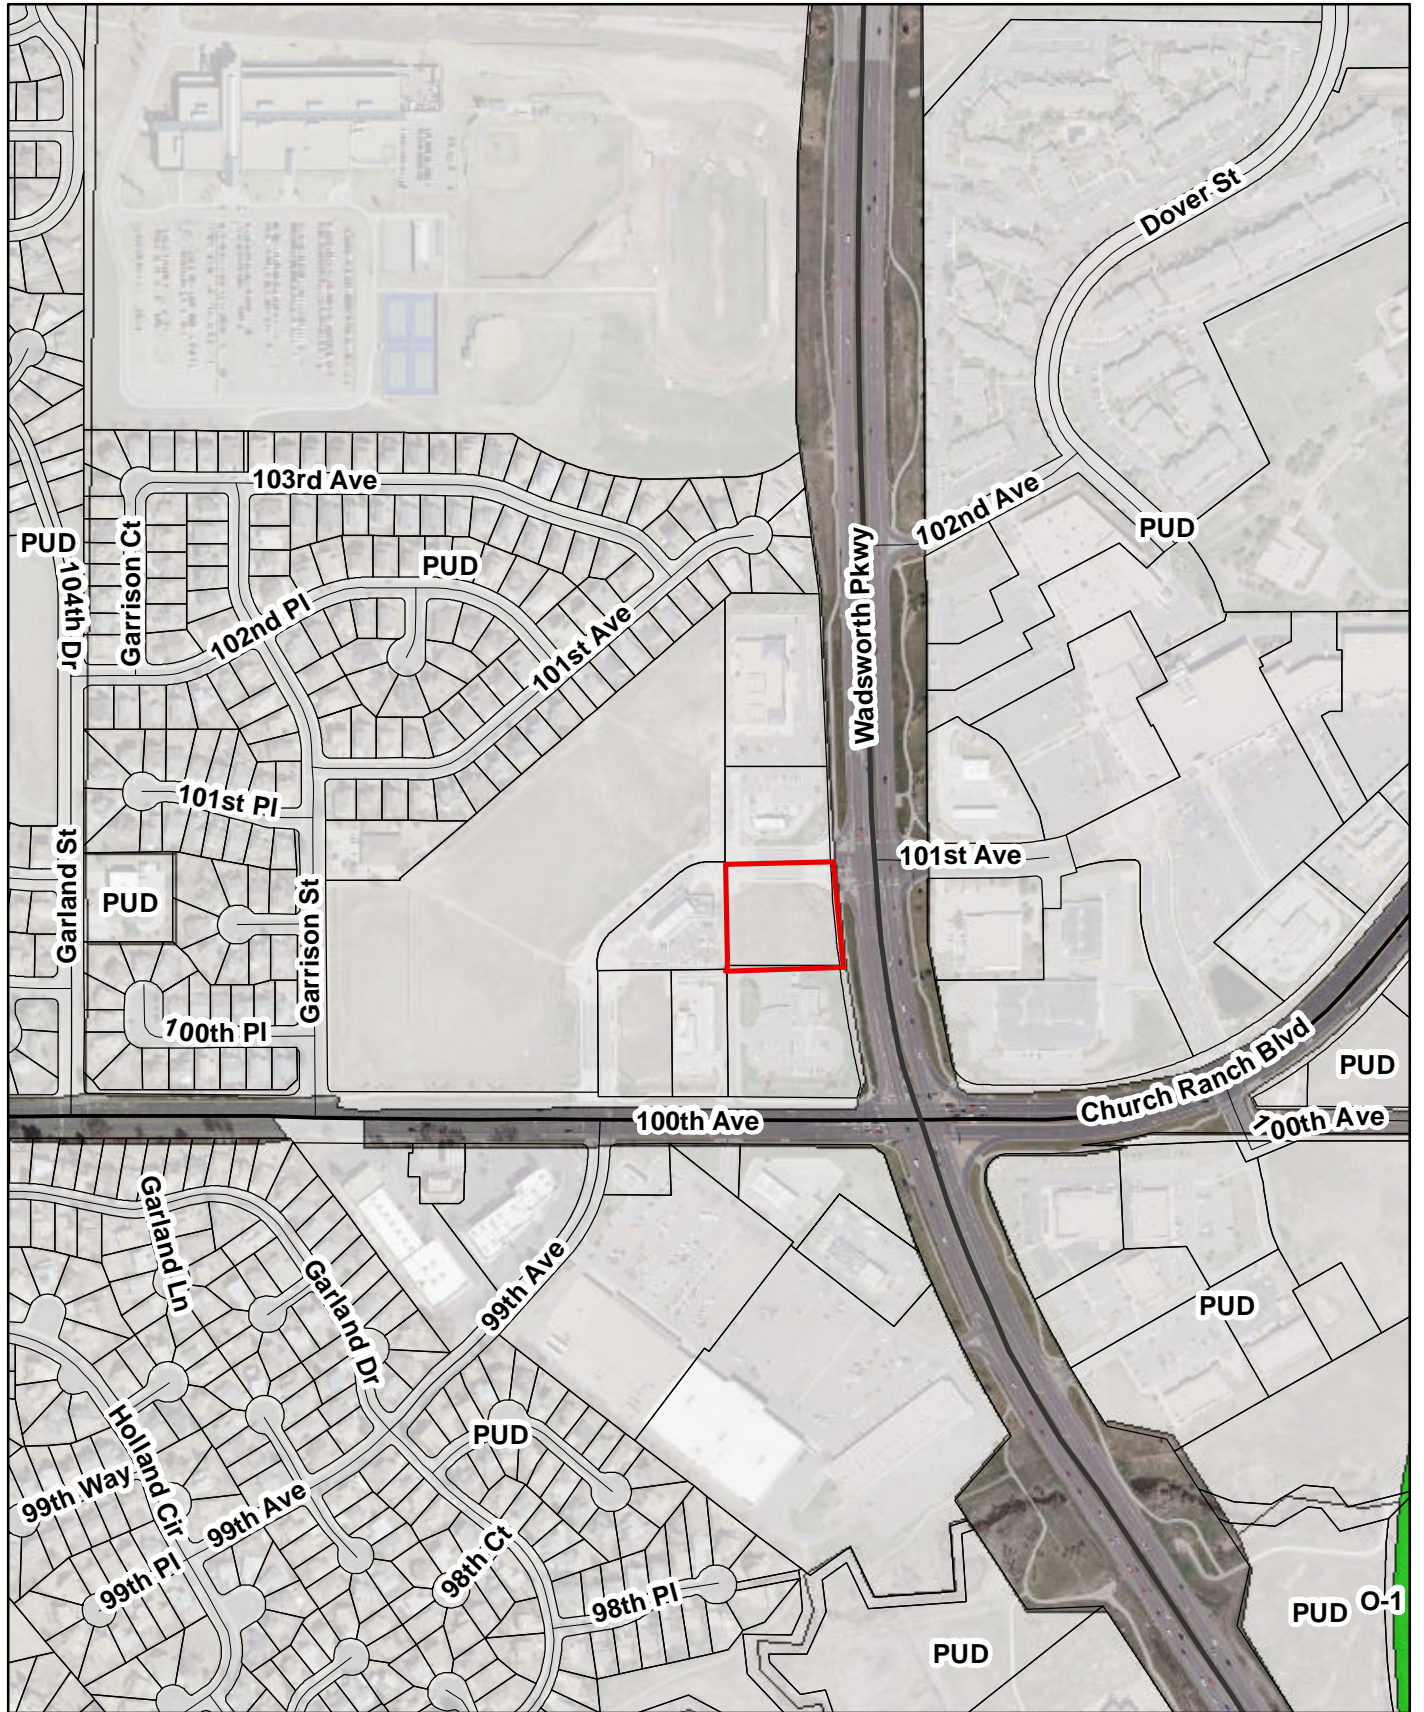 Dover St
103rd Ave
102nd Ave
PUD
PUD
Garrison Ct
PUD
104th Dr
102nd Pl
101st Ave
Wadsworth Pkwy
101st Pl
101st Ave
Garland St
PUD
Garrison St
100th Pl
Church Ranch Blvd
PUD
100th Ave
100th Ave
Garland Ln
Garland Dr
99th Ave
PUD
Holland Cir
PUD
99th Way
99th Ave
98th Ct
99th Pl
98th Pl
PUD
O-1
PUD